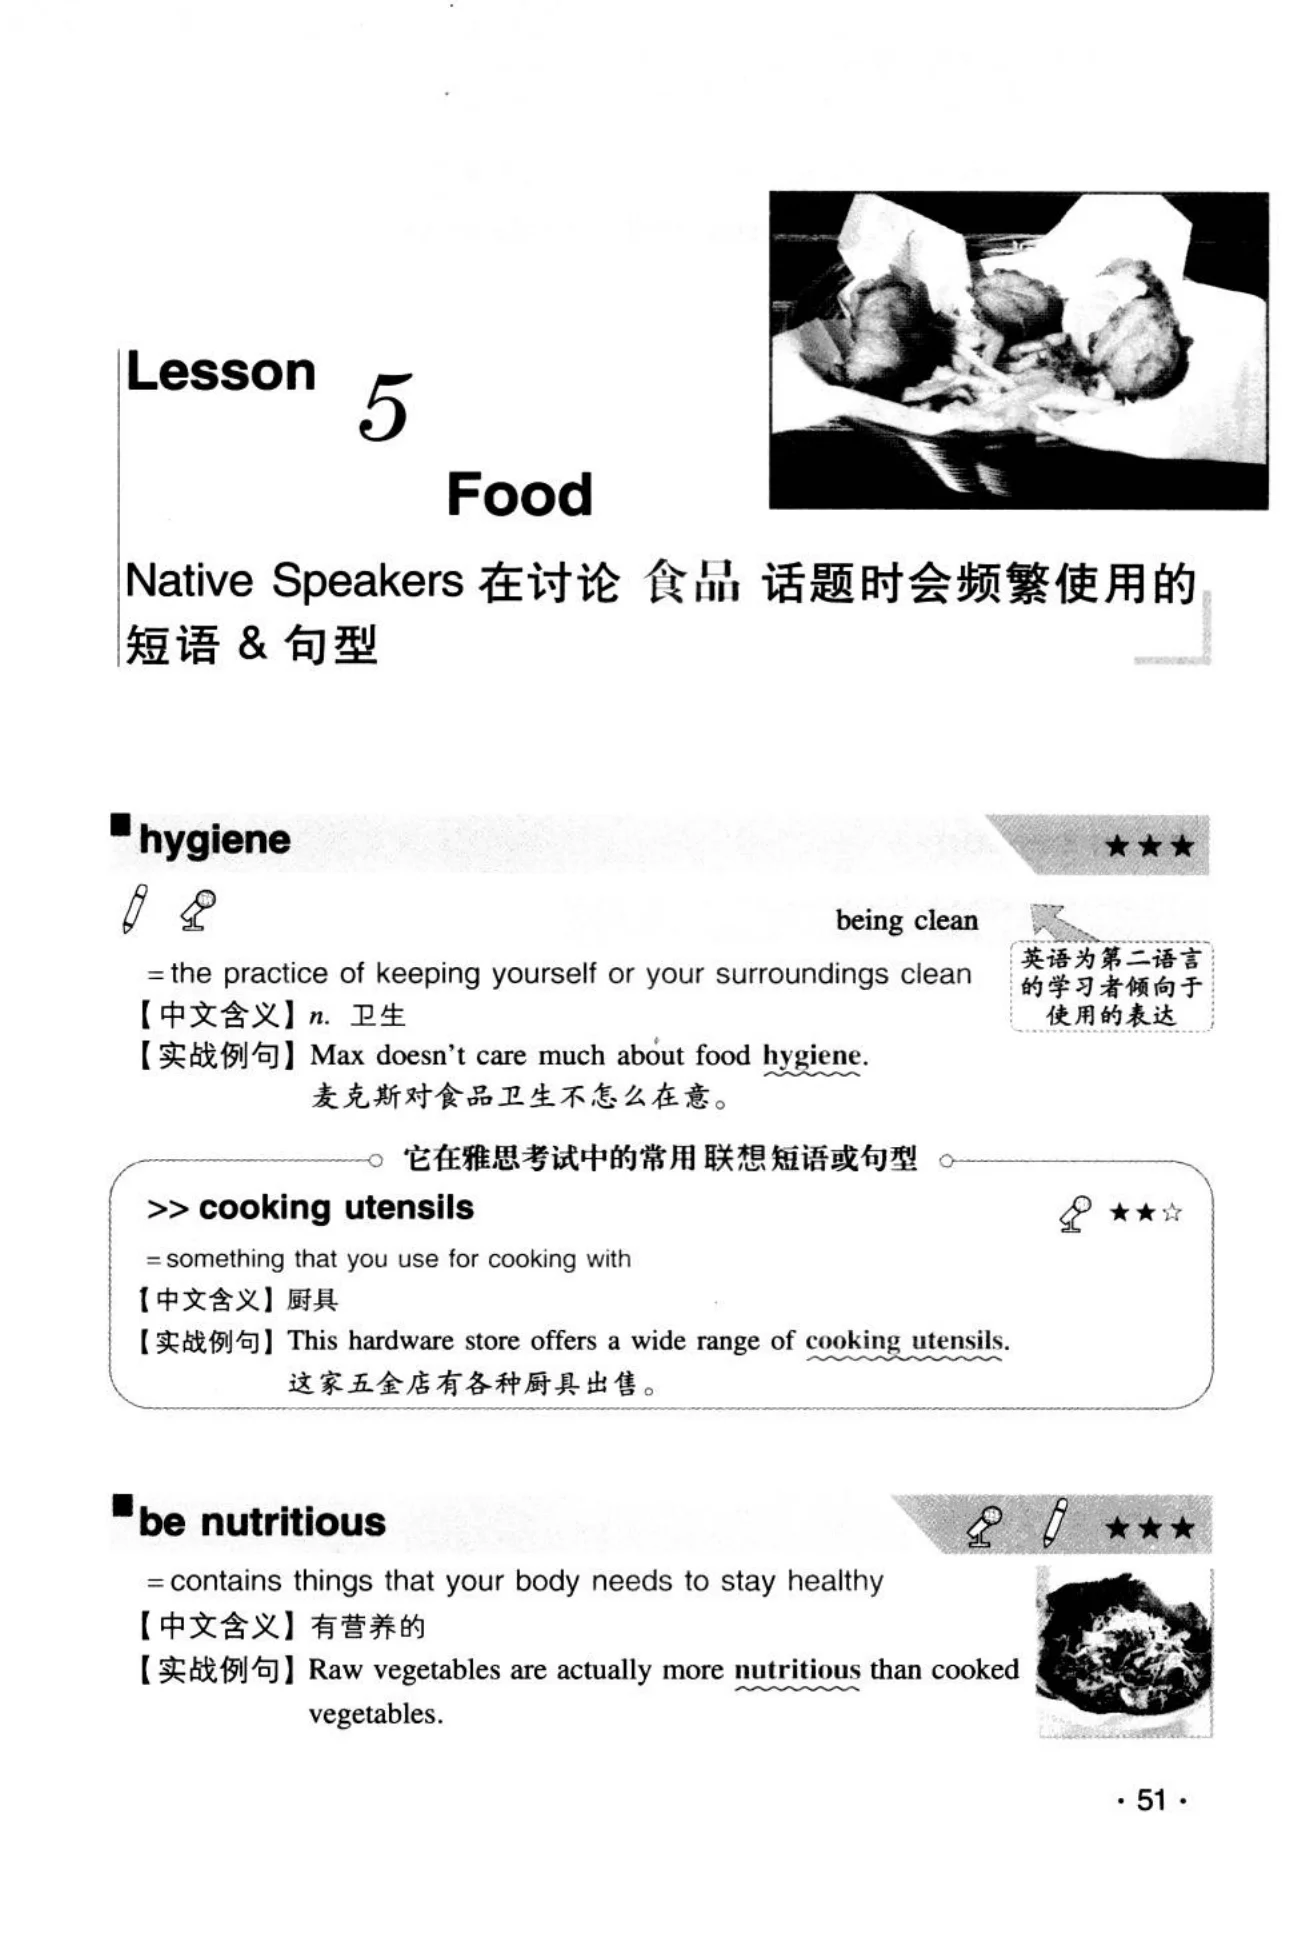 Lesson 5
Food
Native Speakers 在讨论 食品 话题时会频繁使用的
短语 & 句型
hygiene ★★★
being clean
=the practice of keeping yourself or your surroundings clean
英语为第二语言
的学习者倾向于
使用的表达
【中文含义】n. 卫生
【实战例句】Max doesn't care much about food hygiene.
麦克斯对食品卫生不怎么在意。
它在雅思考试中的常用联想短语或句型
>> cooking utensils ★★☆
=something that you use for cooking with
【中文含义】厨具
【实战例句】This hardware store offers a wide range of cooking utensils.
这家五金店有各种厨具出售。
be nutritious ★★★
=contains things that your body needs to stay healthy
【中文含义】有营养的
【实战例句】Raw vegetables are actually more nutritious than cooked
vegetables.
· 51 ·